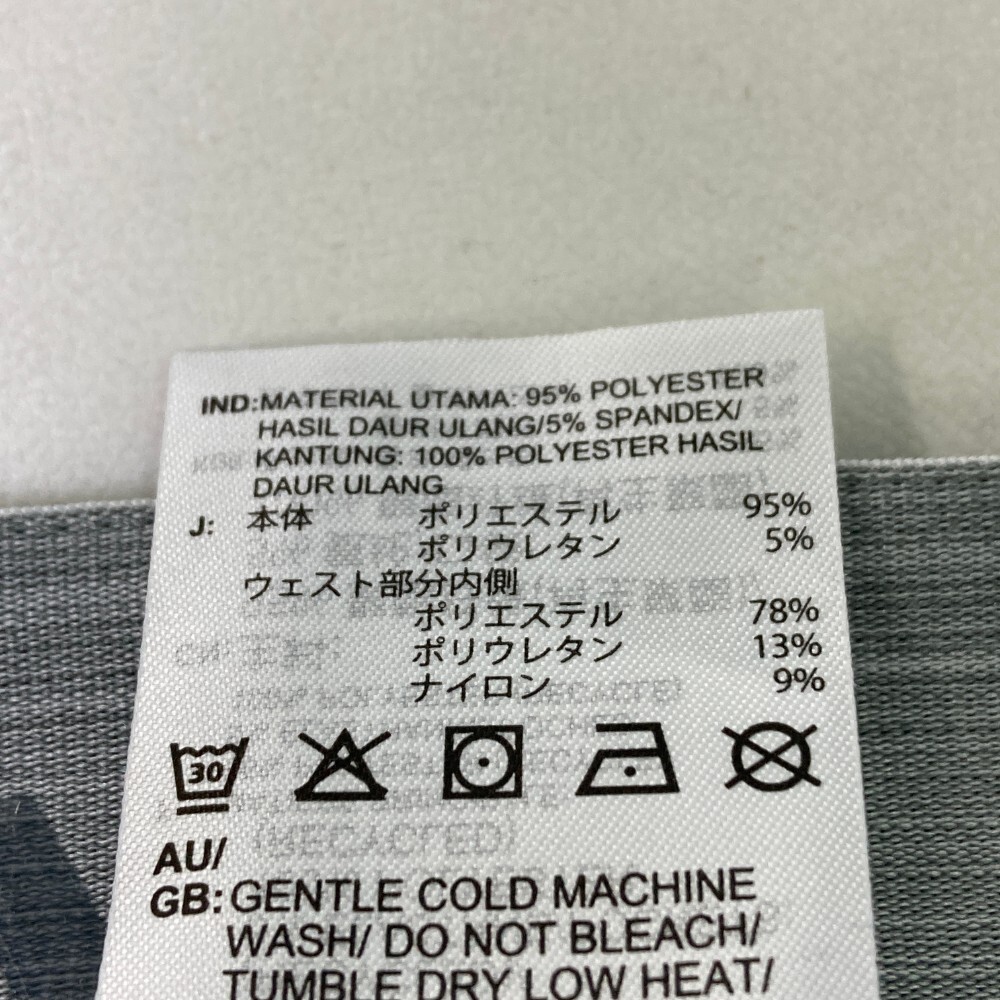 IND:MATERIAL UTAMA: 95% POLYESTER
HASIL DAUR ULANG/5% SPANDEX/
KANTUNG: 100% POLYESTER HASIL
DAUR ULANG
J: 本体 ポリエステル 95%
ポリウレタン 5%
ウェスト部分内側
ポリエステル 78%
ポリウレタン 13%
ナイロン 9%
30
AU/
GB:GENTLE COLD MACHINE
WASH/ DO NOT BLEACH/
TUMBLE DRY LOW HEAT/